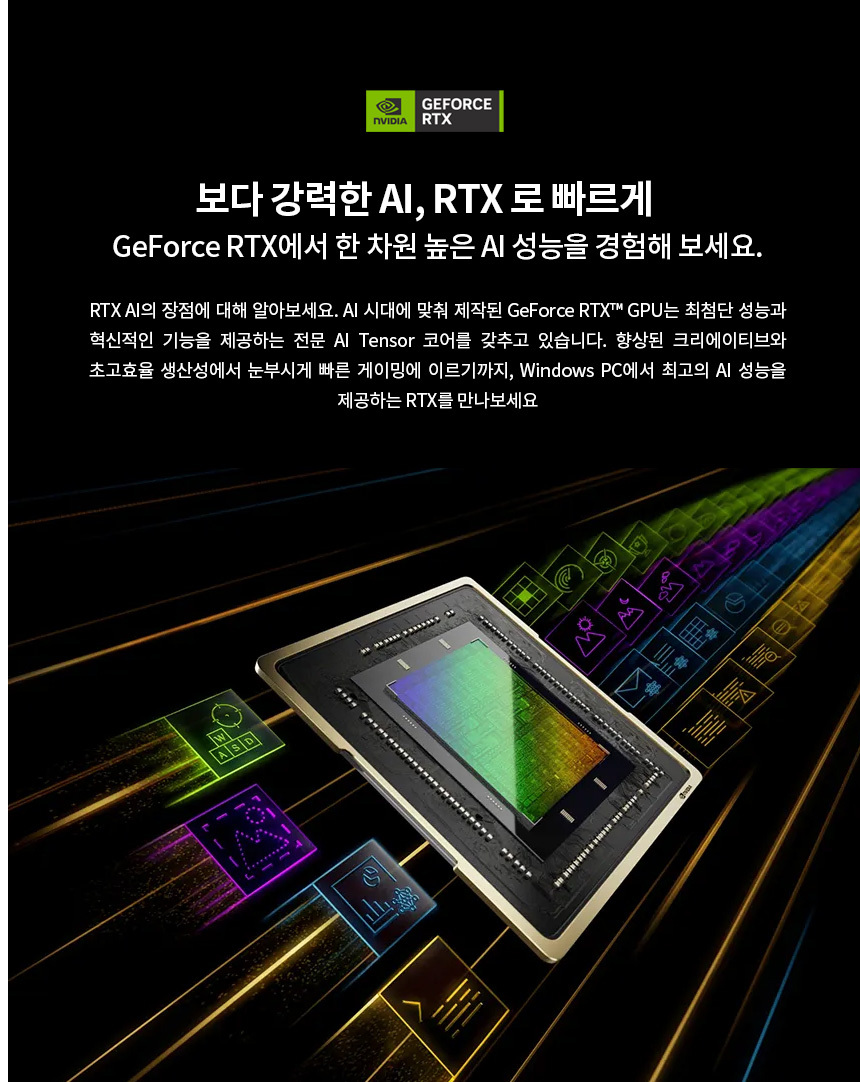 NVIDIA
GEFORCE
RTX
보다 강력한 AI, RTX 로 빠르게
GeForce RTX에서 한 차원 높은 AI 성능을 경험해 보세요.
RTX AI의 장점에 대해 알아보세요. AI 시대에 맞춰 제작된 GeForce RTX™ GPU는 최첨단 성능과
혁신적인 기능을 제공하는 전문 AI Tensor 코어를 갖추고 있습니다. 향상된 크리에이티브와
초고효율 생산성에서 눈부시게 빠른 게이밍에 이르기까지, Windows PC에서 최고의 AI 성능을
제공하는 RTX를 만나보세요
W
A S D